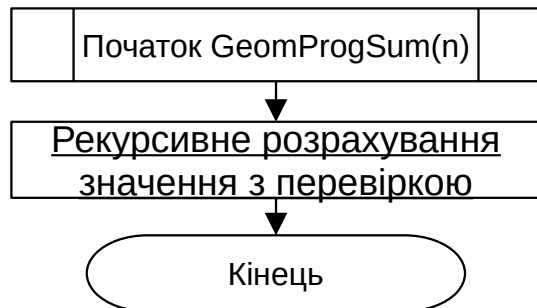 Початок GeomProgSum(n)
Рекурсивне розрахування
значення з перевіркою
Кінець